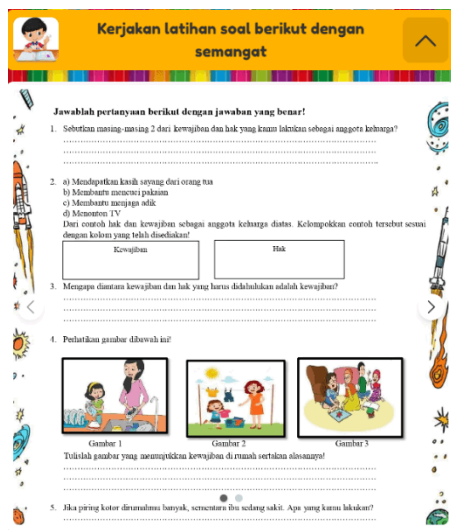 Kerjakan latihan soal berikut dengan
semangat
Jawablah pertanyaan berikut dengan jawaban yang benar!
1. Sebutkan masing-masing 2 dari kewajiban dan hak yang kamu lakukan sebagai anggota keluarga?
2. a) Mendapatkan kasih sayang dari orang tua
b) Membantu mencuci pakaian
c) Membantu menjaga adik
d) Menonton TV
Dari contoh hak dan kewajiban sebagai anggota keluarga diatas. Kelompokkan contoh tersebut sesuai
dengan kolom yang telah disediakan!
Kewajiban Hak
3. Mengapa diantara kewajiban dan hak yang harus didahulukan adalah kewajiban?
4. Perhatikan gambar dibawah ini!
Gambar 1 Gambar 2 Gambar 3
Tulislah gambar yang menunjukkan kewajiban di rumah sertakan alasanaya!
5. Jika piring kotor dirumahmu banyak, sementara ibu sedang sakit. Apa yang kamu lakukan?